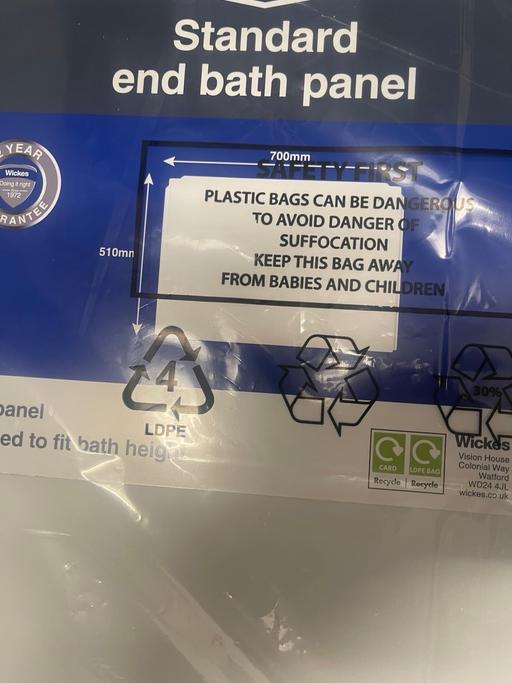 Standard
end bath panel
YEAR
Wickes
Doing it right
1972
700mm
SAFETY FIRST
PLASTIC BAGS CAN BE DANGEROUS
TO AVOID DANGER OF
SUFFOCATION
KEEP THIS BAG AWAY
FROM BABIES AND CHILDREN
510mm
4
LDPE
30%
panel
ed to fit bath heigh
CARD
LDPE BAG
Recycle
Recycle
Wickes
Vision House
Colonial Way
Watford
WD24 4JL
wickes.co.uk